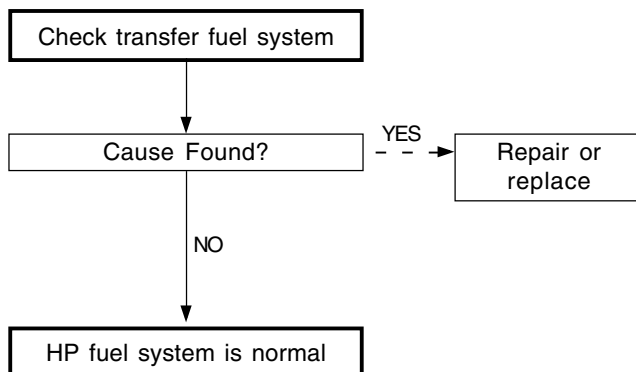 Check transfer fuel system
Cause Found?
YES
Repair or
replace
NO
HP fuel system is normal